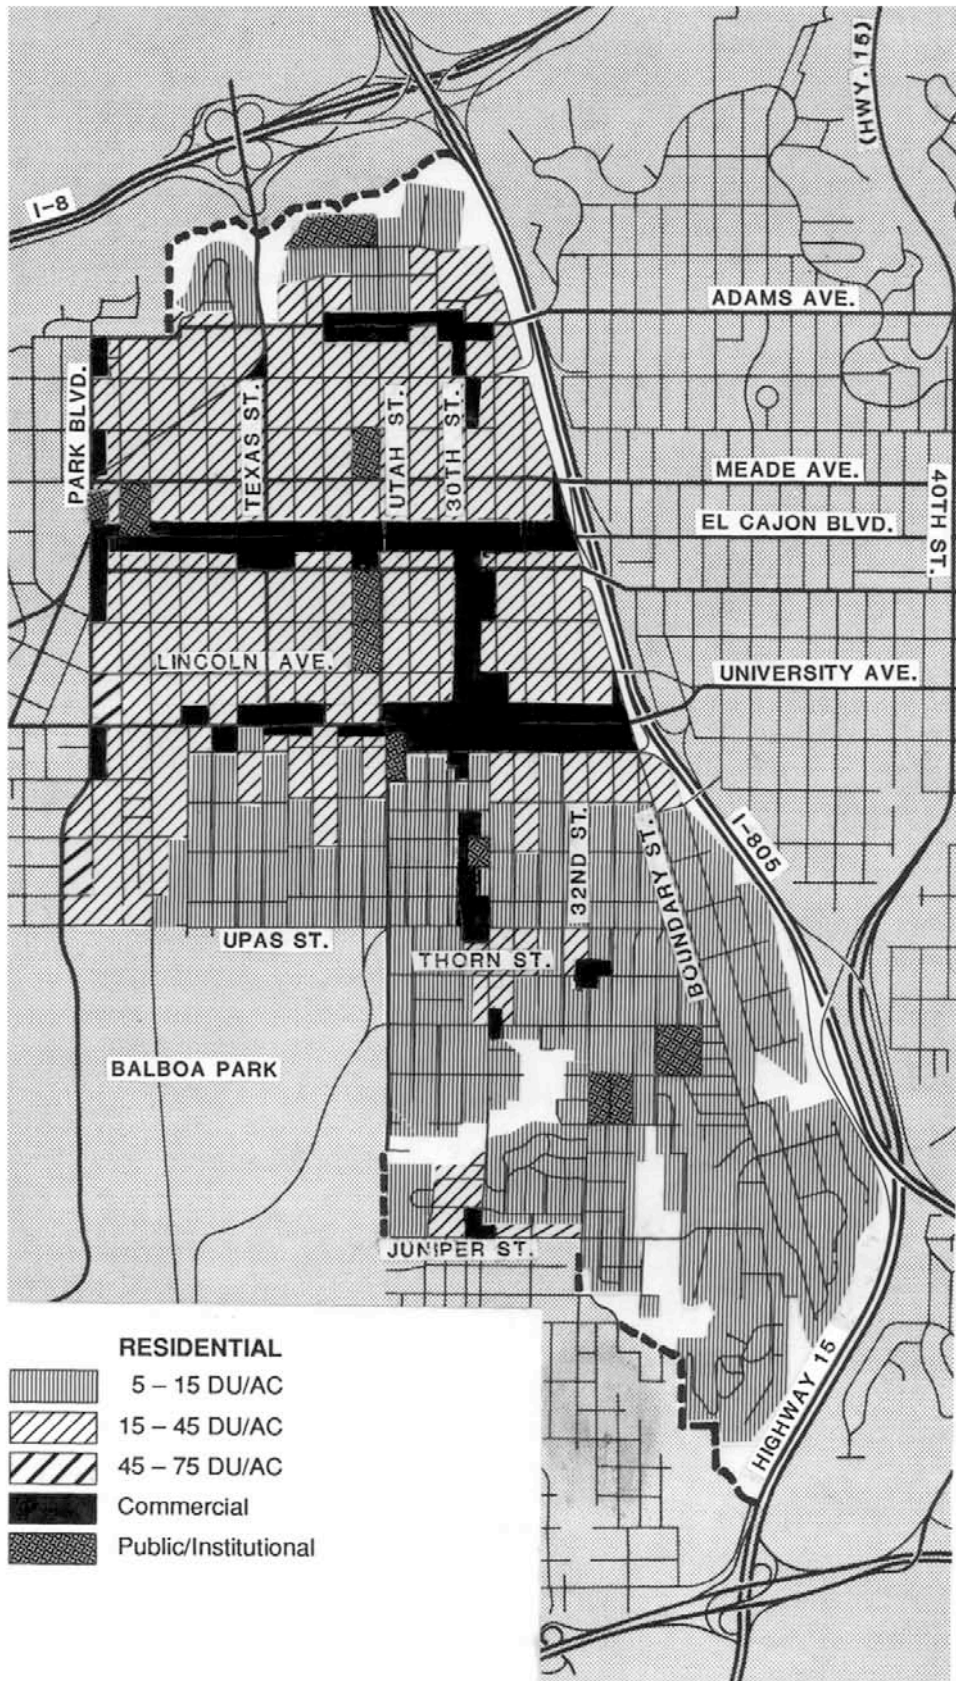 (HWY. 15)
I-8
ADAMS AVE.
PARK BLVD.
TEXAS ST.
UTAH ST.
30TH ST.
MEADE AVE.
40TH ST.
EL CAJON BLVD.
LINCOLN AVE.
UNIVERSITY AVE.
I-805
32ND ST.
BOUNDARY ST.
UPAS ST.
THORN ST.
BALBOA PARK
JUNIPER ST.
HIGHWAY 15
RESIDENTIAL
5 – 15 DU/AC
15 – 45 DU/AC
45 – 75 DU/AC
Commercial
Public/Institutional